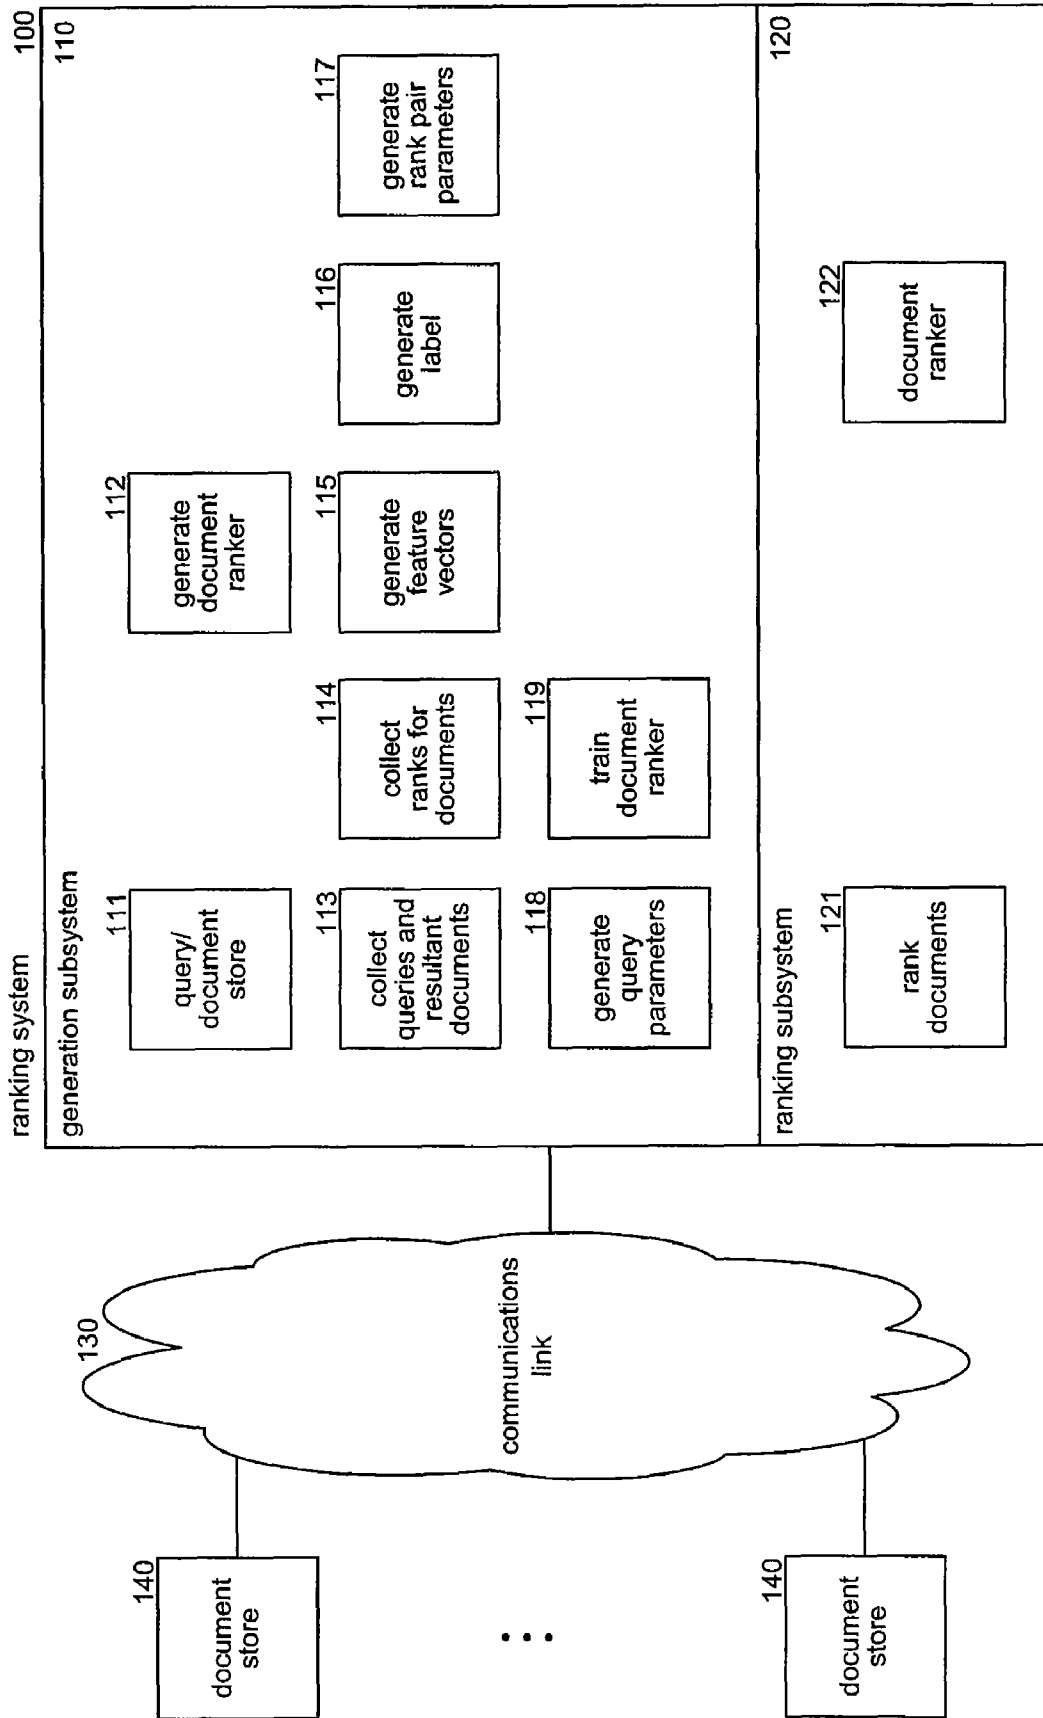 ranking system
100
generation subsystem
110
111
query/
document
store
112
generate
document
ranker
113
collect
queries and
resultant
documents
114
collect
ranks for
documents
115
generate
feature
vectors
116
generate
label
117
generate
rank pair
parameters
118
generate
query
parameters
119
train
document
ranker
ranking subsystem
120
121
rank
documents
122
document
ranker
130
communications
link
140
document
store
140
document
store